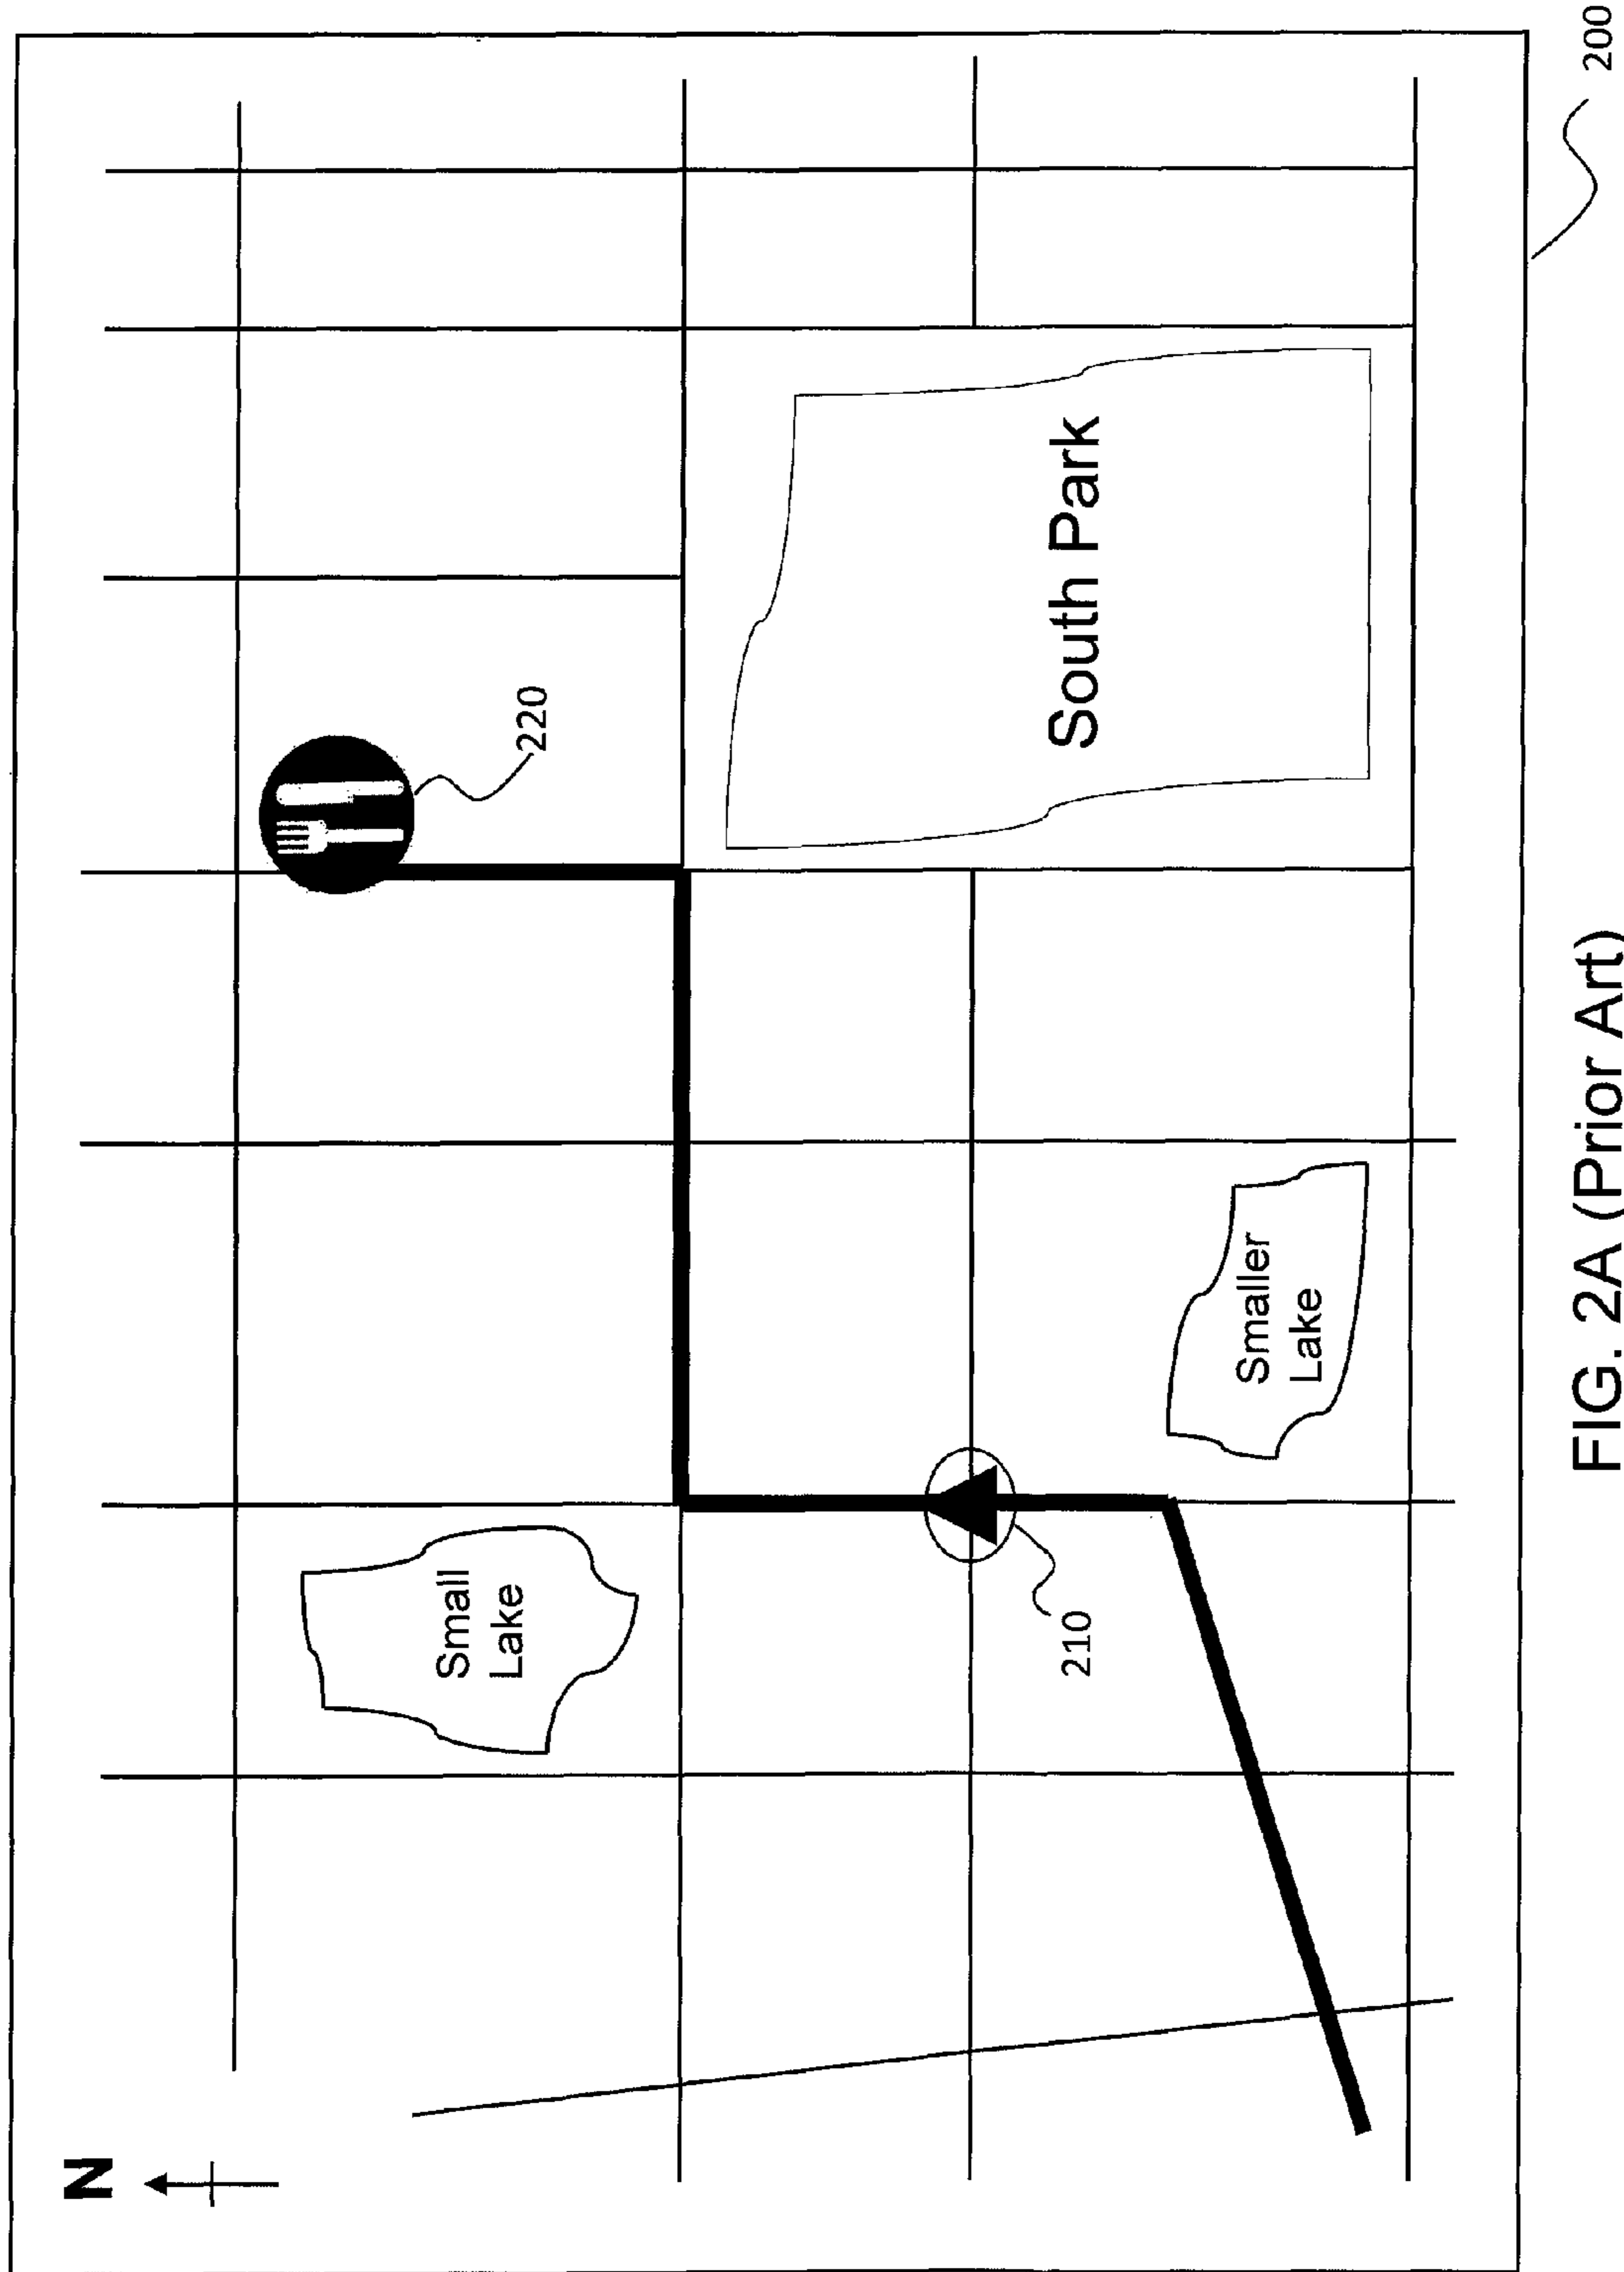 N
220
Small
Lake
South Park
210
Smaller
Lake
200
FIG. 2A (Prior Art)